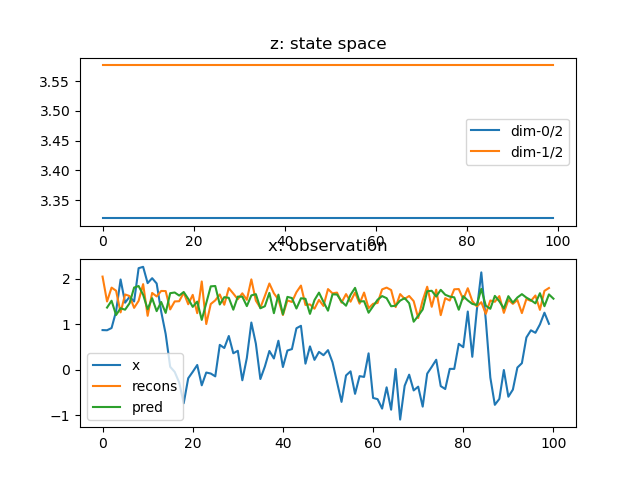 z: state space
3.55
3.50
3.45
3.40
3.35
dim-0/2
dim-1/2
0 20 40 60 80 100
x: observation
2
1
0
−1
x
recons
pred
0 20 40 60 80 100